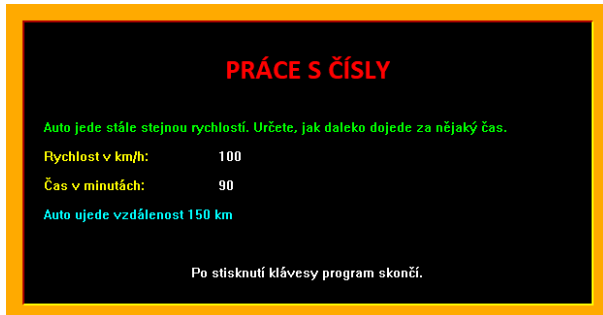 PRÁCE S ČÍSLY
Auto jede stále stejnou rychlostí. Určete, jak daleko dojede za nějaký čas.
Rychlost v km/h: 100
Čas v minutách: 90
Auto ujede vzdálenost 150 km
Po stisknutí klávesy program skončí.